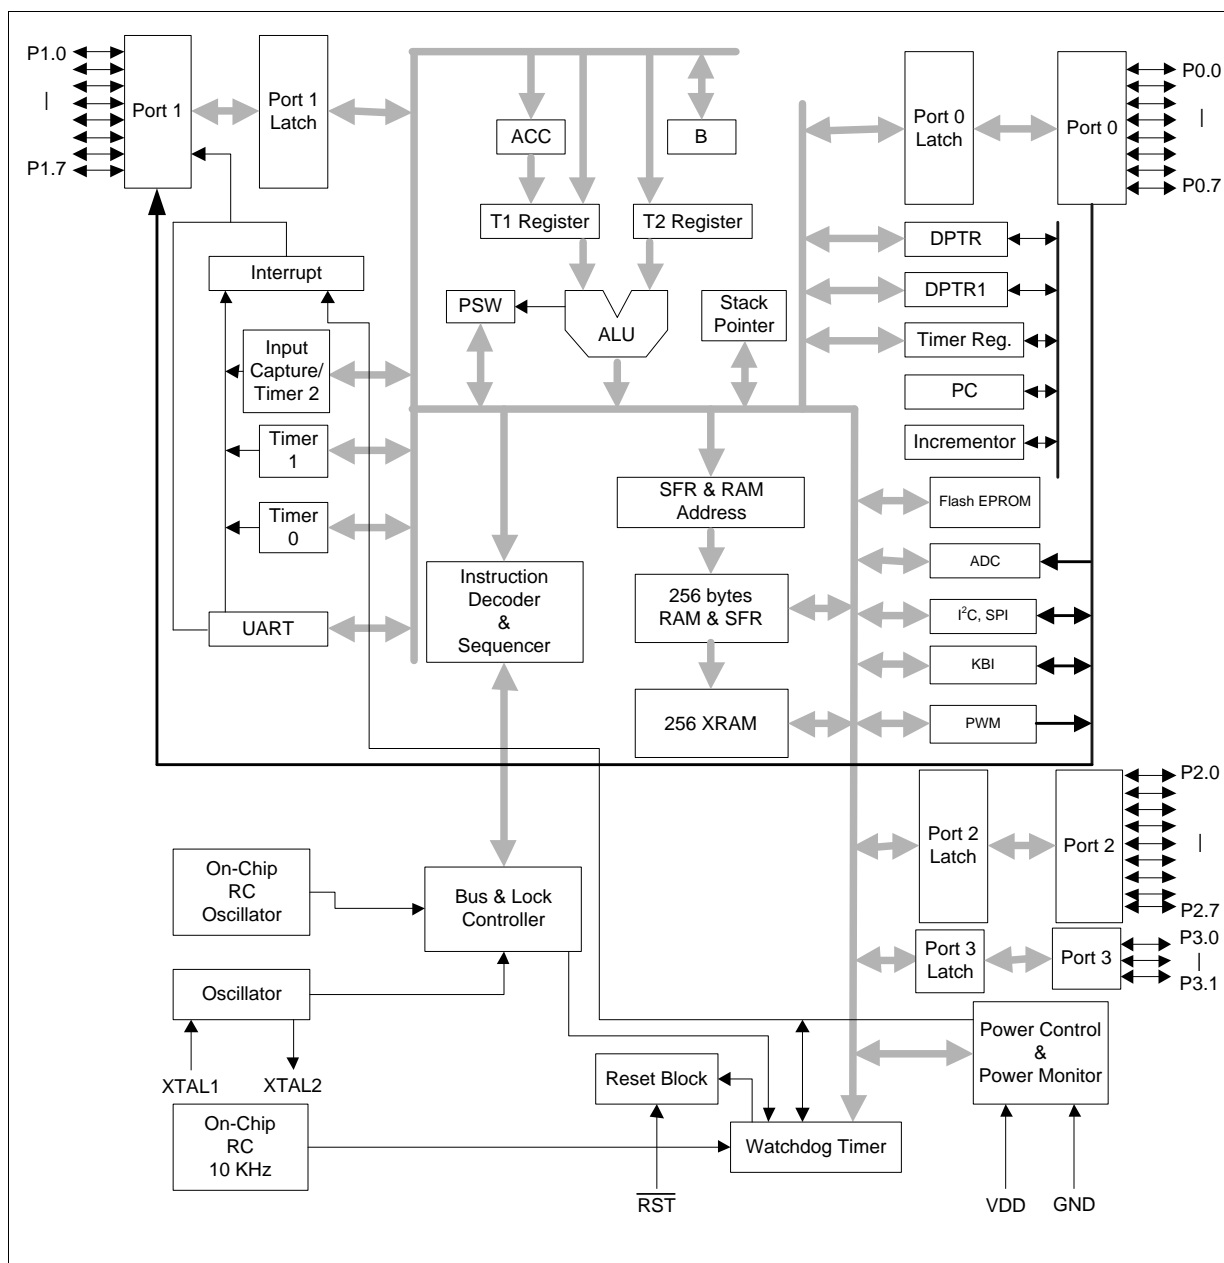 P1.0
|
P1.7
Port 1
Port 1
Latch
ACC
B
Port 0
Latch
Port 0
P0.0
|
P0.7
T1 Register
T2 Register
DPTR
Interrupt
PSW
ALU
Stack
Pointer
DPTR1
Input
Capture/
Timer 2
Timer Reg.
PC
Timer
1
Incrementor
SFR & RAM
Address
Flash EPROM
Timer
0
Instruction
Decoder
&
Sequencer
256 bytes
RAM & SFR
ADC
UART
I²C, SPI
KBI
256 XRAM
PWM
Port 2
Latch
Port 2
P2.0
|
P2.7
On-Chip
RC
Oscillator
Bus & Lock
Controller
Port 3
Latch
Port 3
P3.0
|
P3.1
Oscillator
XTAL1
XTAL2
Power Control
&
Power Monitor
Reset Block
On-Chip
RC
10 KHz
Watchdog Timer
RST
VDD
GND